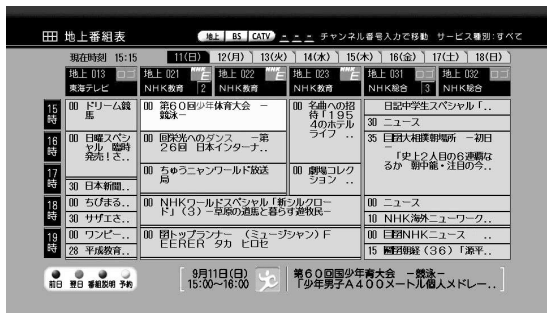 地上番組表
地上 BS CATV _ _ _ チャンネル番号入力で移動 サービス種別:すべて
現在時刻 15:15
11(日) 12(月) 13(火) 14(水) 15(木) 16(金) 17(土) 18(日)
地上 013 地上 021 地上 022 地上 023 地上 031 地上 032
東海テレビ NHK教育 2 NHK教育 NHK教育 NHK総合 3 NHK総合
15時
00 ドリーム競馬
00 第60回国少年体育大会 −競泳−
00 名曲への招待「1954のホテルライフ ..
日記中学生スペシャル「..
30 ニュース
16時
00 日曜スペシャル 臨時発売!さ..
00 回栄光へのダンス −第26回 日本インターナ..
35 日闘大相撲朝場所 −初日−
「史上2人目の6連覇なるか 朝中龍・注目の今..
17時
00 ちゅうニャンワールド放送局
00 劇場コレクション ..
30 日本新聞..
18時
00 ちびまる..
00 NHKワールドスペシャル「新シルクロード」(3)−草原の道馬と暮らす遊牧民−
00 ニュース
30 サザエさ..
10 NHK海外ニューワーク..
19時
00 ワンピー..
00 団トップランナー (ミュージシャン)FEERER タカ ヒロセ
00 日団NHKニュース ..
28 平成教育..
15 朝経(36)「源平..
前日 翌日 番組説明 予約
9月11日(日)
15:00~16:00
第60回国少年育大会 −競泳−
「少年男子A400メートル個人メドレー..